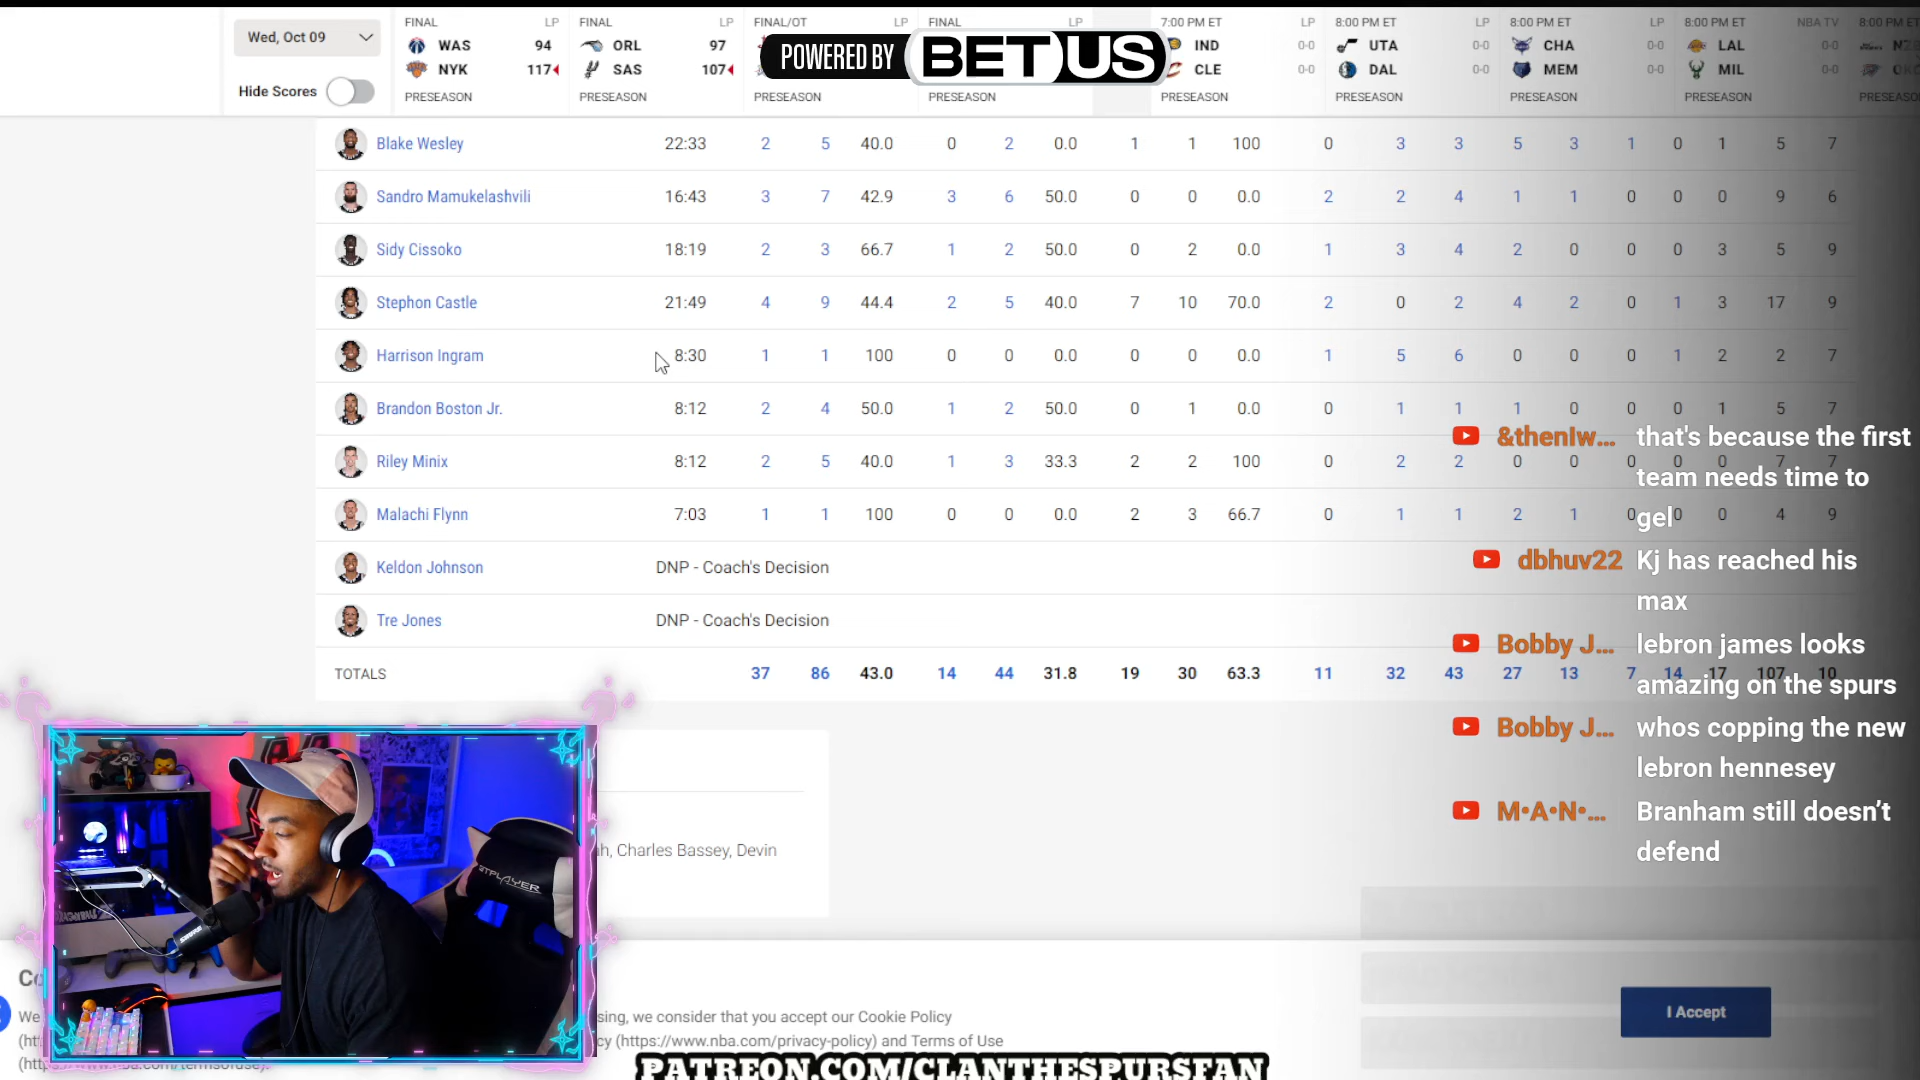 Wed, Oct 09
Hide Scores
FINAL LP
WAS 94
NYK 117
PRESEASON
FINAL LP
ORL 97
SAS 107
PRESEASON
FINAL/OT LP
PRESEASON
FINAL LP
PRESEASON
POWERED BY BETUS
7:00 PM ET LP
IND 0-0
CLE 0-0
PRESEASON
8:00 PM ET LP
UTA 0-0
DAL 0-0
PRESEASON
8:00 PM ET LP
CHA 0-0
MEM 0-0
PRESEASON
8:00 PM ET NBA TV
LAL 0-0
MIL 0-0
PRESEASON
8:00 PM ET
Blake Wesley 22:33 2 5 40.0 0 2 0.0 1 1 100 0 3 3 5 3 1 0 1 5 7
Sandro Mamukelashvili 16:43 3 7 42.9 3 6 50.0 0 0 0.0 2 2 4 1 1 0 0 0 9 6
Sidy Cissoko 18:19 2 3 66.7 1 2 50.0 0 2 0.0 1 3 4 2 0 0 0 3 5 9
Stephon Castle 21:49 4 9 44.4 2 5 40.0 7 10 70.0 2 0 2 4 2 0 1 3 17 9
Harrison Ingram 8:30 1 1 100 0 0 0.0 0 0 0.0 1 5 6 0 0 0 1 2 2 7
Brandon Boston Jr. 8:12 2 4 50.0 1 2 50.0 0 1 0.0 0 1 1 1 0 0 0 1 5 7
Riley Minix 8:12 2 5 40.0 1 3 33.3 2 2 100 0 2 2 0 0 0 0 0 7 7
Malachi Flynn 7:03 1 1 100 0 0 0.0 2 3 66.7 0 1 1 2 1 0 0 0 4 9
Keldon Johnson DNP - Coach's Decision
Tre Jones DNP - Coach's Decision
TOTALS 37 86 43.0 14 44 31.8 19 30 63.3 11 32 43 27 13 7 14 17 107 10
&thenIw... that's because the first
team needs time to
gel
dbhuv22 Kj has reached his
max
Bobby J... lebron james looks
amazing on the spurs
Bobby J... whos copping the new
lebron hennesey
M•A•N•... Branham still doesn't
defend
Charles Bassey, Devin
We
we consider that you accept our Cookie Policy
(https://www.nba.com/privacy-policy) and Terms of Use
I Accept
PATREON.COM/CLANTHESPURSFAN